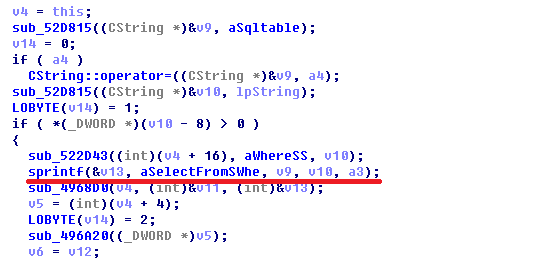 v4 = this;
sub_52D815((CString *)&v9, aSqltable);
v14 = 0;
if ( a4 )
CString::operator=((CString *)&v9, a4);
sub_52D815((CString *)&v10, lpString);
LOBYTE(v14) = 1;
if ( *(_DWORD *)(v10 - 8) > 0 )
{
sub_522D43((int)(v4 + 16), aWhereSS, v10);
sprintf(&v13, aSelectFromSWhe, v9, v10, a3);
sub_4968D0(v4, (int)&v11, (int)&v13);
v5 = (int)(v4 + 4);
LOBYTE(v14) = 2;
sub_496A20((_DWORD *)v5);
v6 = v12;